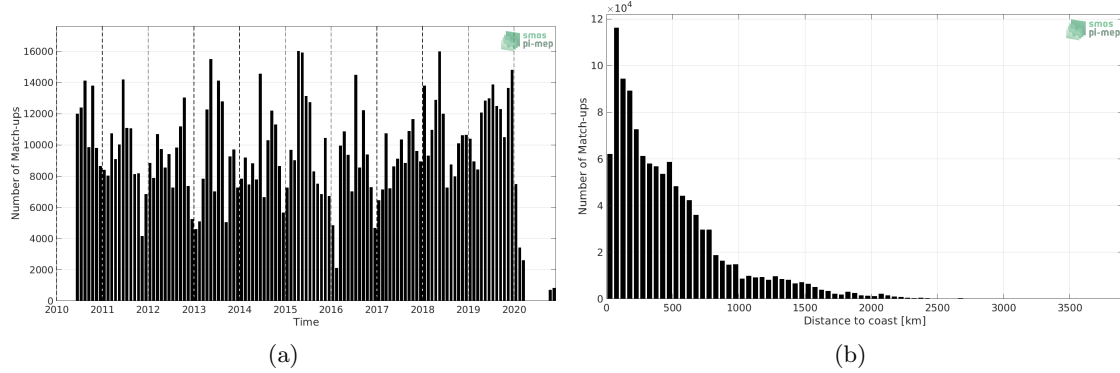 smos
pi-mep
16000
14000
12000
10000
8000
6000
4000
2000
0
Number of Match-ups
2010 2011 2012 2013 2014 2015 2016 2017 2018 2019 2020
Time
(a)
×10⁴
smos
pi-mep
12
10
8
6
4
2
0
Number of Match-ups
0 500 1000 1500 2000 2500 3000 3500
Distance to coast [km]
(b)